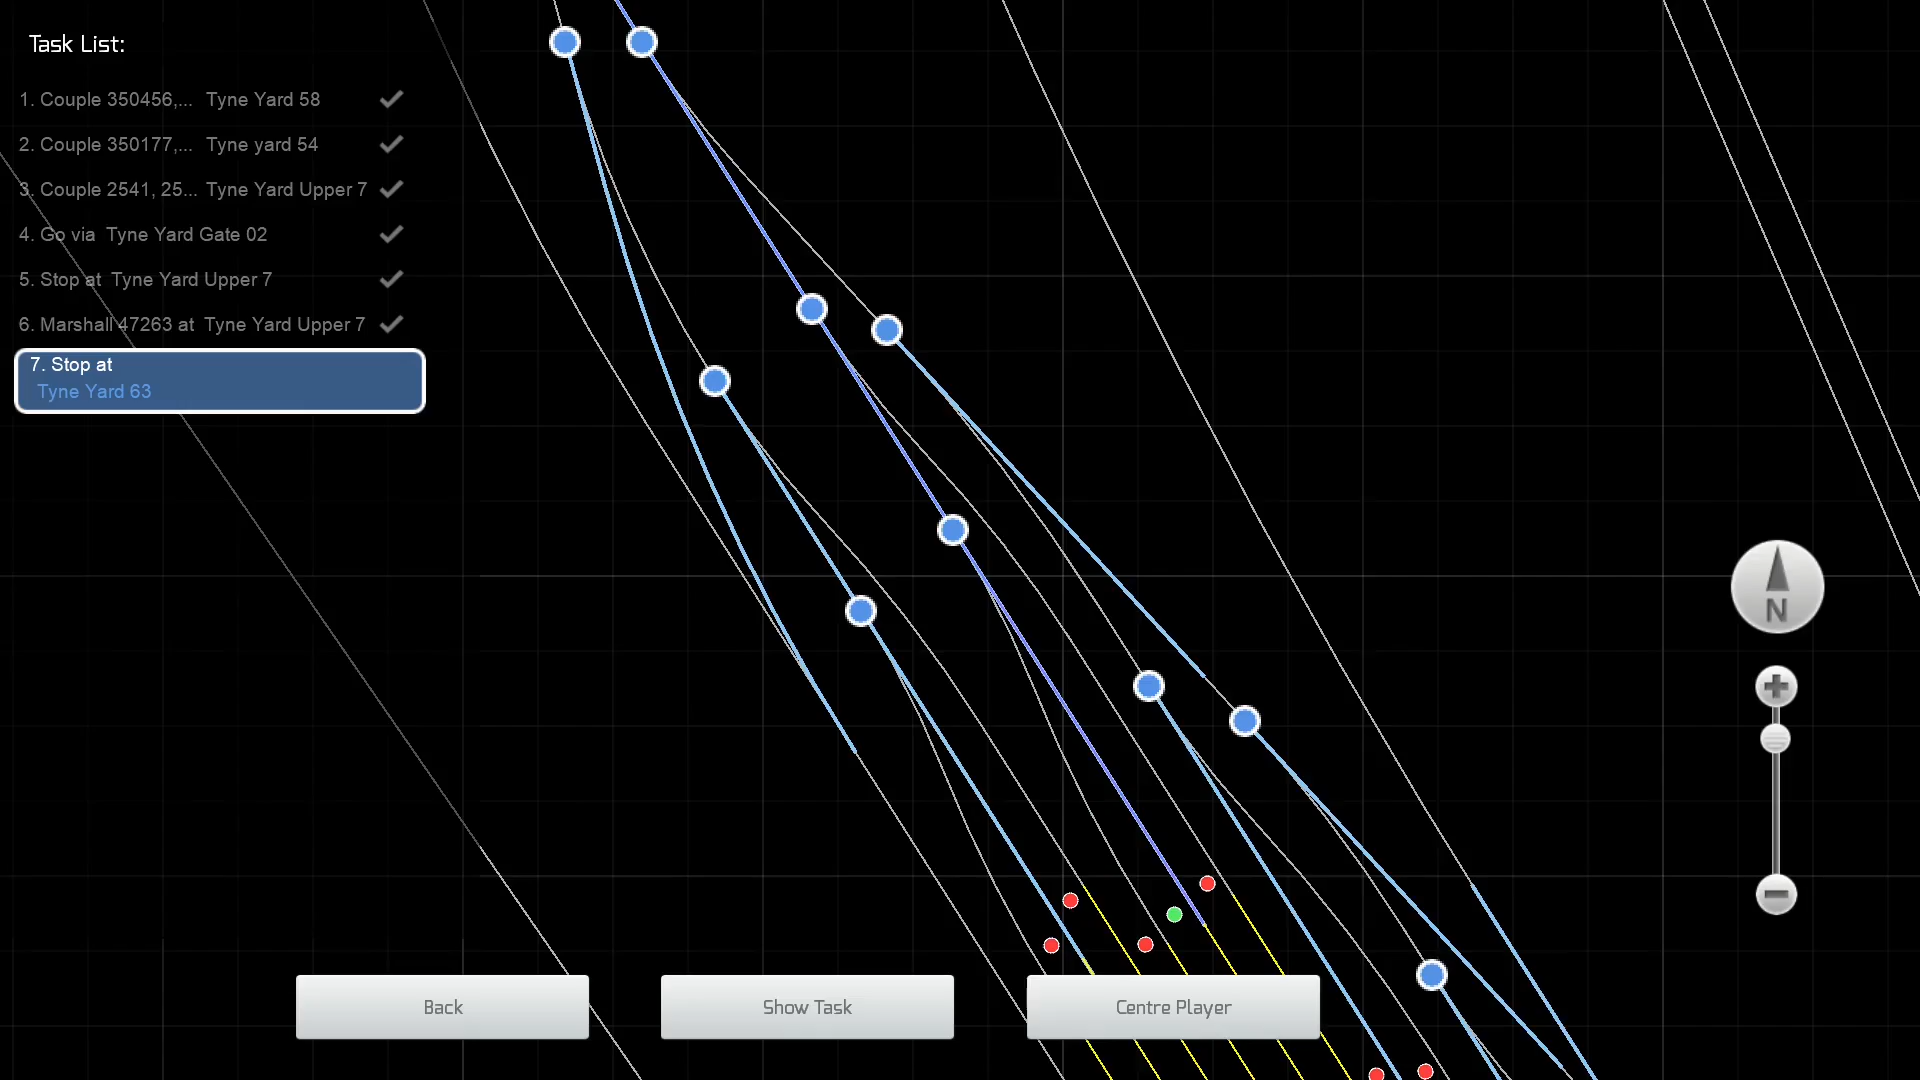 Task List:
1. Couple 350456,... Tyne Yard 58
2. Couple 350177,... Tyne yard 54
3. Couple 2541, 25... Tyne Yard Upper 7
4. Go via Tyne Yard Gate 02
5. Stop at Tyne Yard Upper 7
6. Marshall 47263 at Tyne Yard Upper 7
7. Stop at
Tyne Yard 63
N
Back
Show Task
Centre Player